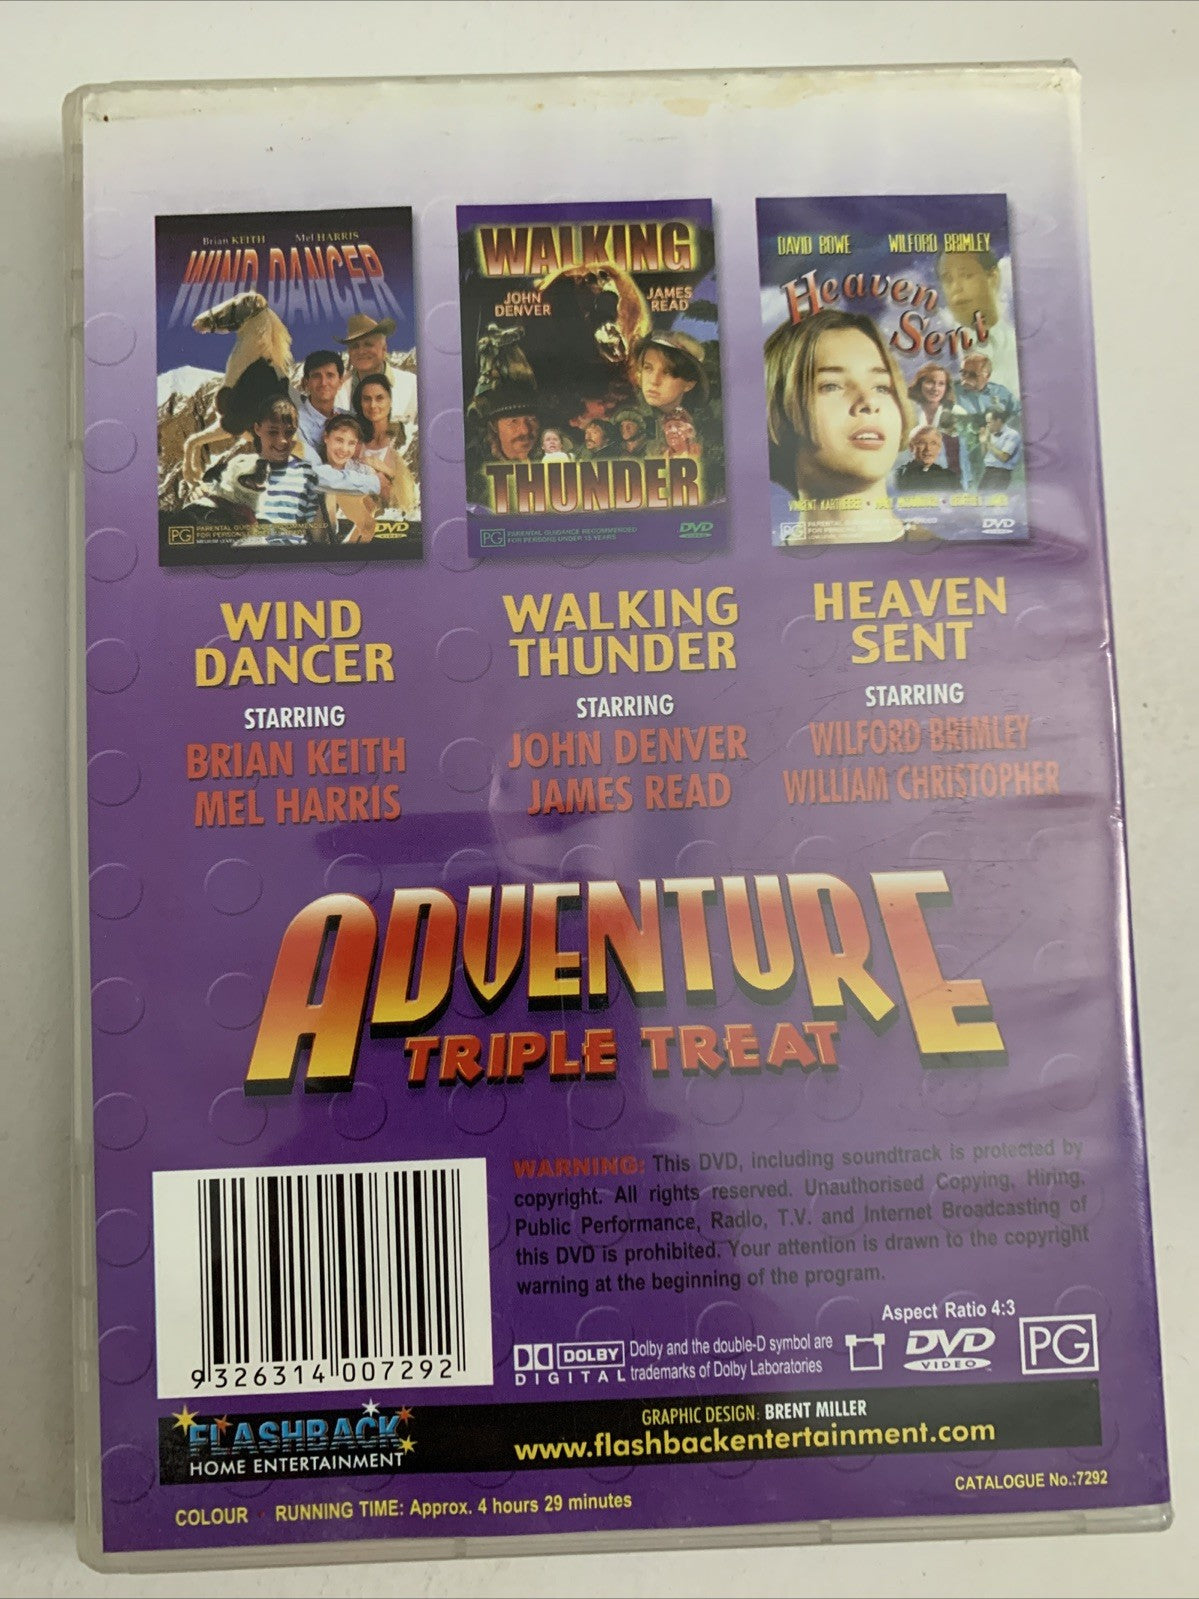 Brian KEITH Mel HARRIS
WIND DANCER
PG PARENTAL GUIDANCE RECOMMENDED
DVD
VIDEO
WALKING
JOHN
DENVER
JAMES
READ
THUNDER
PG PARENTAL GUIDANCE RECOMMENDED
FOR PERSONS UNDER 15 YEARS
DVD
DAVID BOWE WILFORD BRIMLEY
Heaven
Sent
VINCENT KARTHEISER
PG
DVD
WIND
DANCER
STARRING
BRIAN KEITH
MEL HARRIS
WALKING
THUNDER
STARRING
JOHN DENVER
JAMES READ
HEAVEN
SENT
STARRING
WILFORD BRIMLEY
WILLIAM CHRISTOPHER
ADVENTURE
TRIPLE TREAT
WARNING: This DVD, including soundtrack is protected by
copyright. All rights reserved. Unauthorised Copying, Hiring,
Public Performance, Radio, T.V. and Internet Broadcasting of
this DVD is prohibited. Your attention is drawn to the copyright
warning at the beginning of the program.
9 326314 007292
Aspect Ratio 4:3
DOLBY
DIGITAL
Dolby and the double-D symbol are
trademarks of Dolby Laboratories
DVD
VIDEO
PG
FLASHBACK
HOME ENTERTAINMENT
GRAPHIC DESIGN: BRENT MILLER
www.flashbackentertainment.com
CATALOGUE No.:7292
COLOUR · RUNNING TIME: Approx. 4 hours 29 minutes